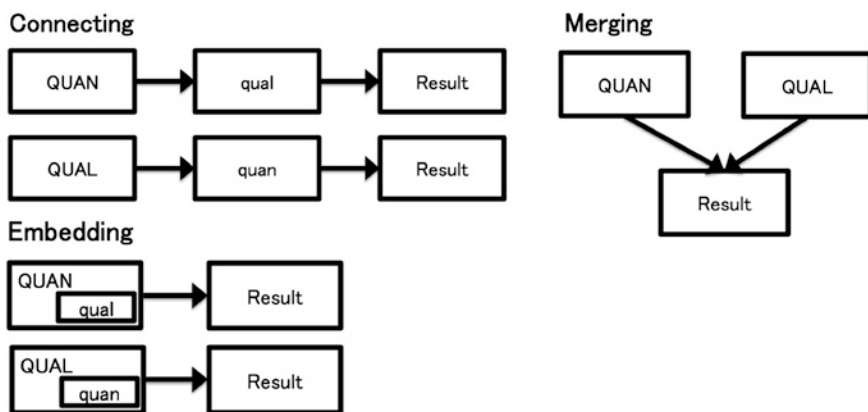 Connecting
QUAN qual Result
QUAL quan Result
Embedding
QUAN
qual
Result
QUAL
quan
Result
Merging
QUAN QUAL
Result